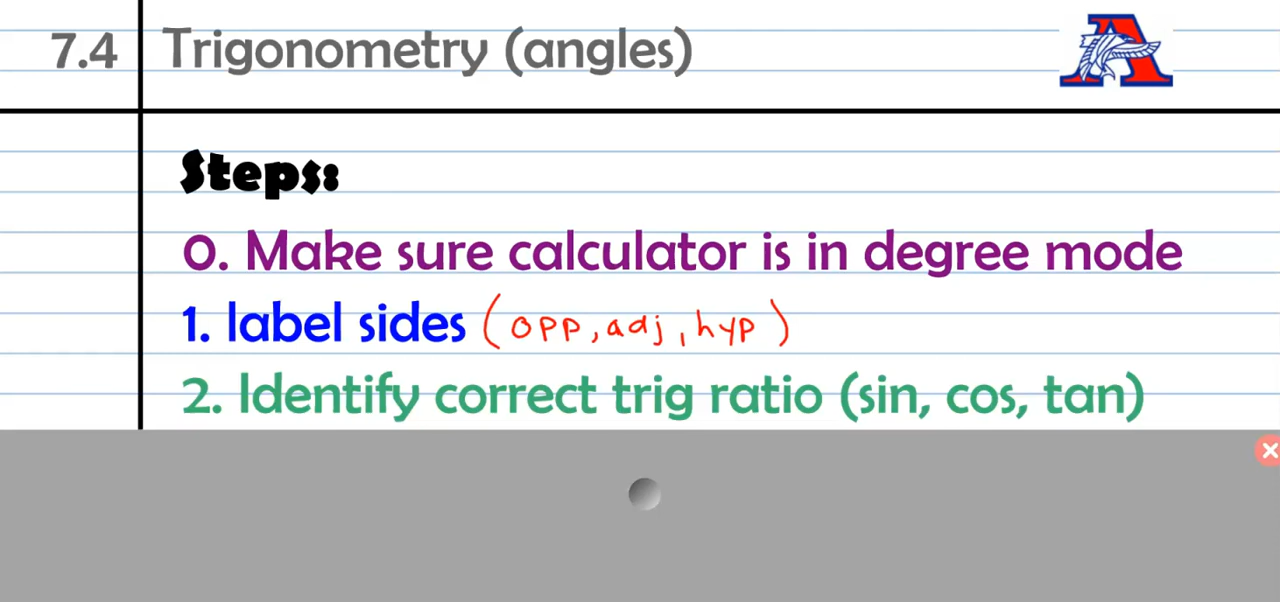 7.4 Trigonometry (angles)
A
Steps:
0. Make sure calculator is in degree mode
1. label sides (opp, adj, hyp)
2. Identify correct trig ratio (sin, cos, tan)